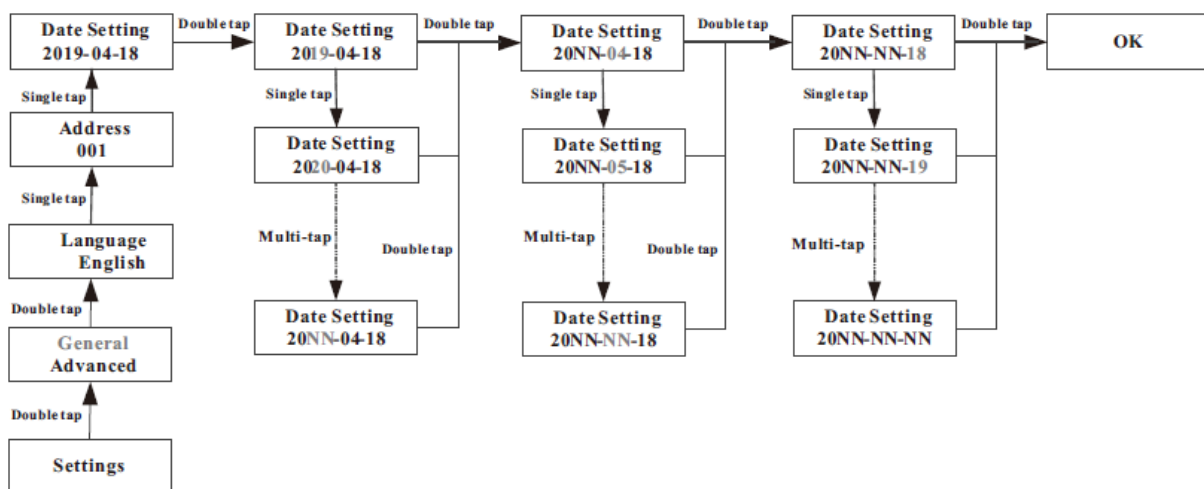 Date Setting
2019-04-18
Double tap
Date Setting
2019-04-18
Double tap
Date Setting
20NN-04-18
Double tap
Date Setting
20NN-NN-18
Double tap
OK
Single tap
Single tap
Single tap
Single tap
Address
001
Date Setting
2020-04-18
Date Setting
20NN-05-18
Date Setting
20NN-NN-19
Single tap
Language
English
Multi-tap
Double tap
Multi-tap
Double tap
Multi-tap
Double tap
General
Advanced
Date Setting
20NN-04-18
Date Setting
20NN-NN-18
Date Setting
20NN-NN-NN
Double tap
Settings